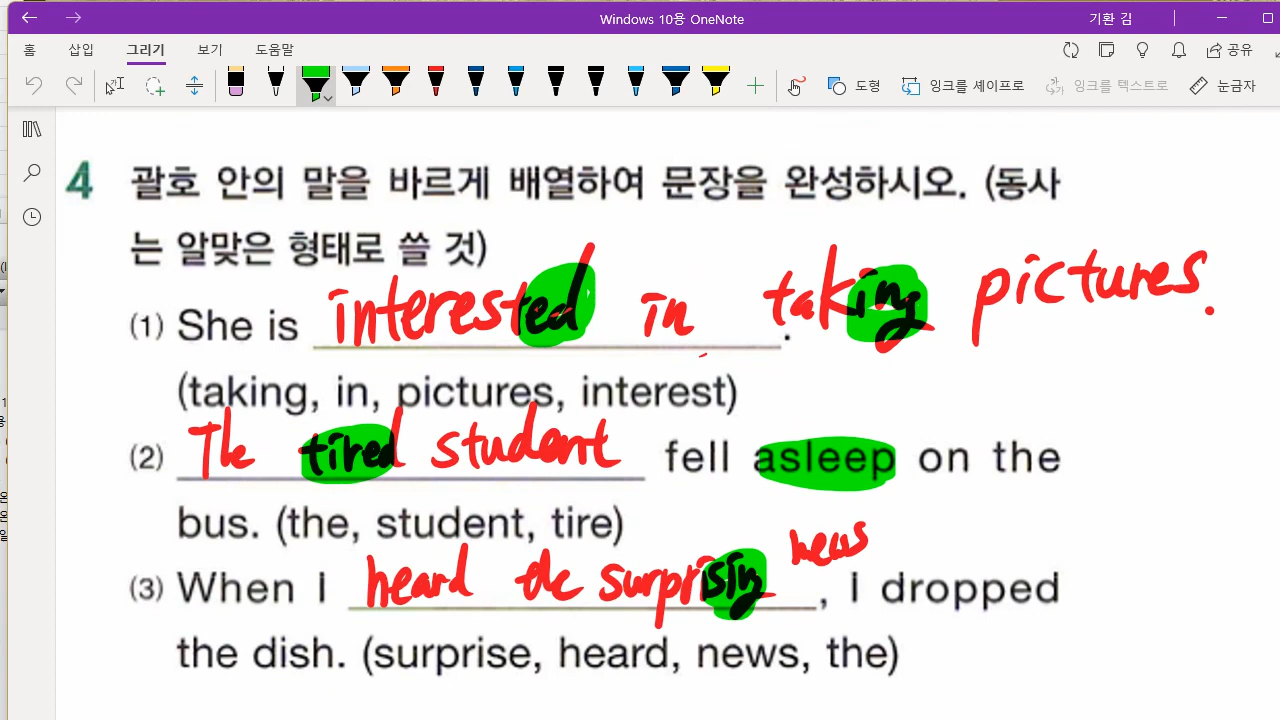 Windows 10용 OneNote
기환 김
홈 삽입 그리기 보기 도움말
공유
도형 잉크를 셰이프로 잉크를 텍스트로 눈금자
4 괄호 안의 말을 바르게 배열하여 문장을 완성하시오. (동사
는 알맞은 형태로 쓸 것)
(1) She is interested in taking pictures.
(taking, in, pictures, interest)
(2) The tired student fell asleep on the
bus. (the, student, tire)
(3) When I heard the surprising news, I dropped
the dish. (surprise, heard, news, the)